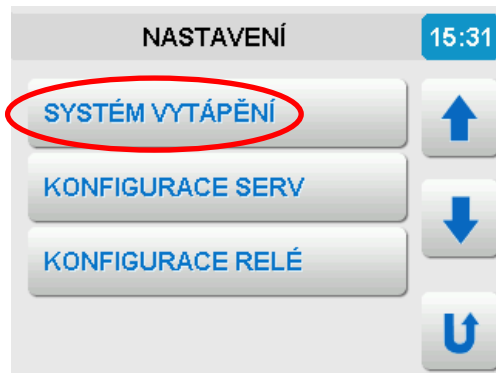 NASTAVENÍ
15:31
SYSTÉM VYTÁPĚNÍ
KONFIGURACE SERV
KONFIGURACE RELÉ